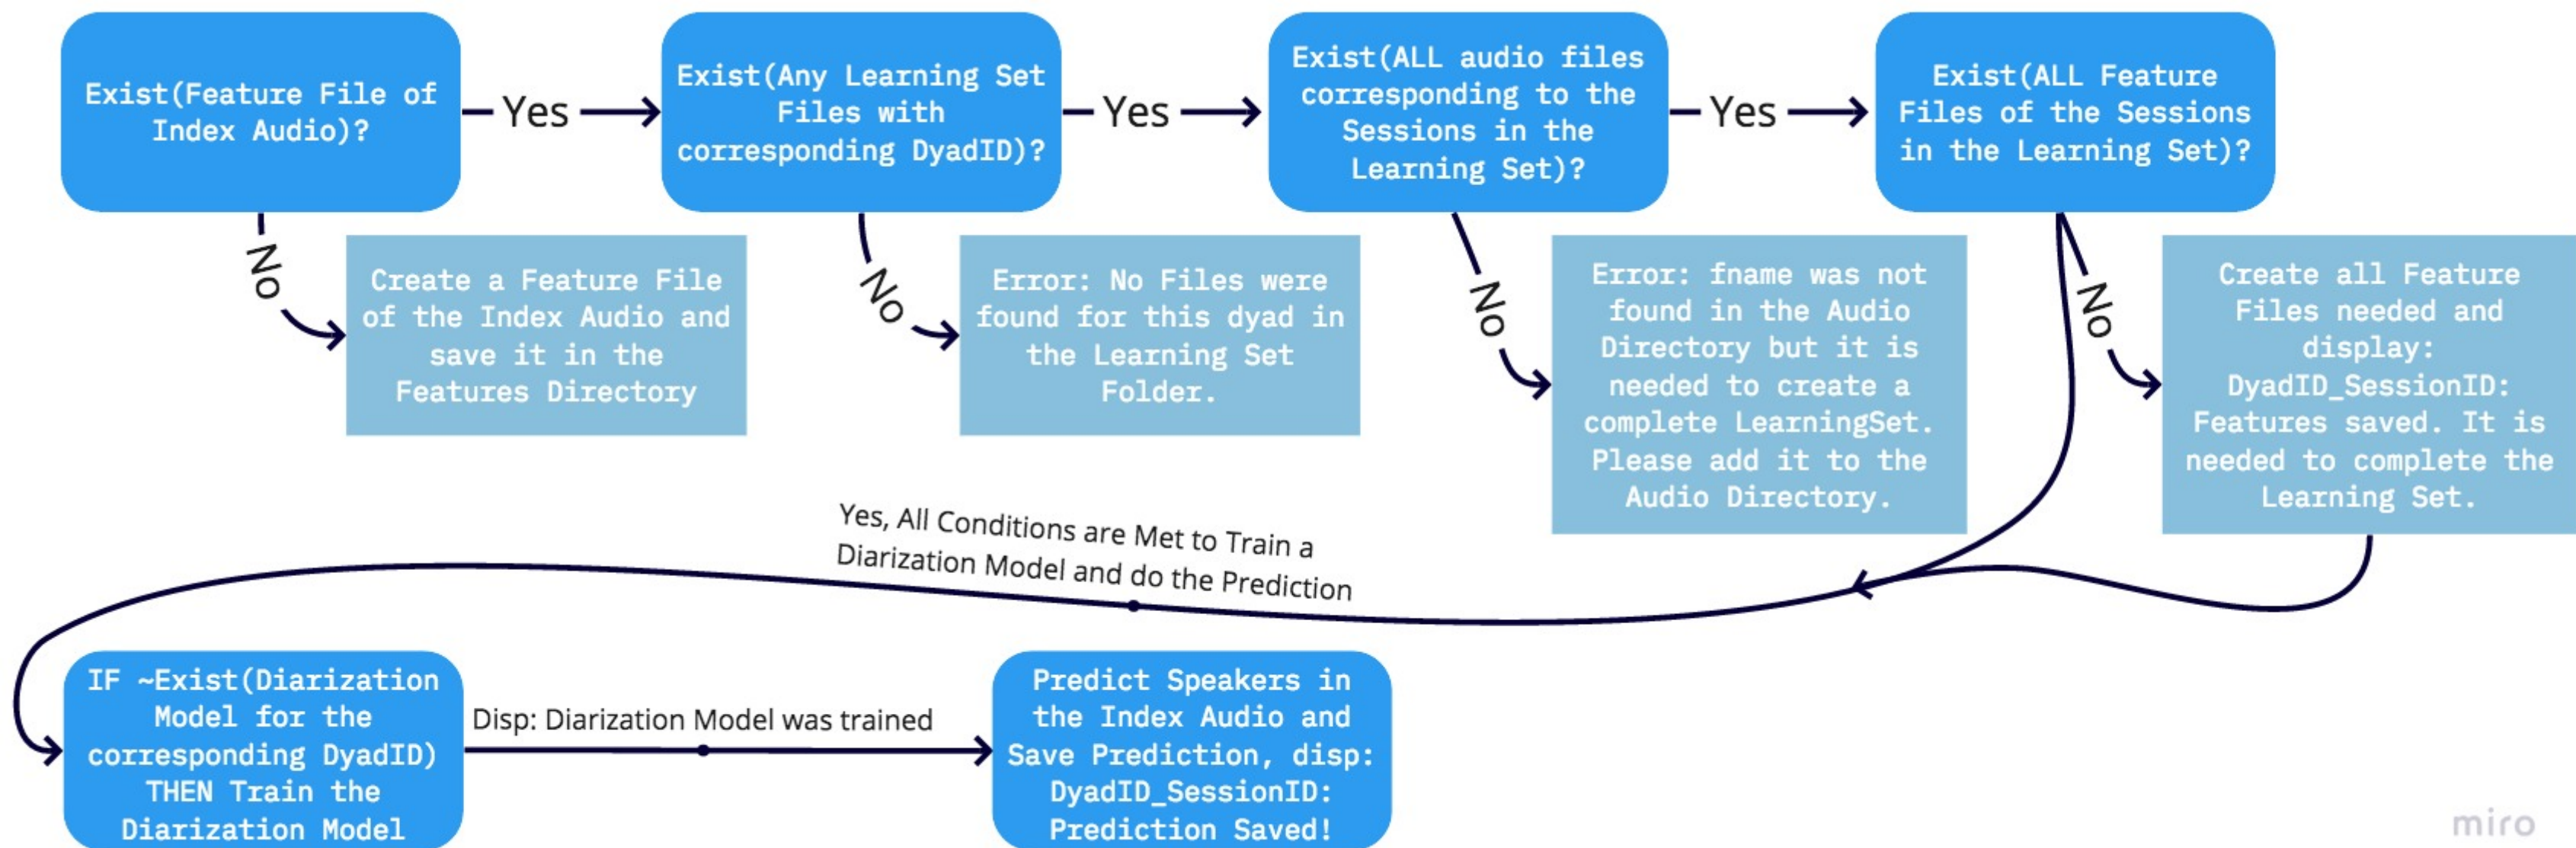 Exist(Feature File of
Index Audio)?
Yes
Exist(Any Learning Set
Files with
corresponding DyadID)?
Yes
Exist(ALL audio files
corresponding to the
Sessions in the
Learning Set)?
Yes
Exist(ALL Feature
Files of the Sessions
in the Learning Set)?
No
Create a Feature File
of the Index Audio and
save it in the
Features Directory
No
Error: No Files were
found for this dyad in
the Learning Set
Folder.
No
Error: fname was not
found in the Audio
Directory but it is
needed to create a
complete LearningSet.
Please add it to the
Audio Directory.
No
Create all Feature
Files needed and
display:
DyadID_SessionID:
Features saved. It is
needed to complete the
Learning Set.
Yes, All Conditions are Met to Train a
Diarization Model and do the Prediction
IF ~Exist(Diarization
Model for the
corresponding DyadID)
THEN Train the
Diarization Model
Disp: Diarization Model was trained
Predict Speakers in
the Index Audio and
Save Prediction, disp:
DyadID_SessionID:
Prediction Saved!
miro